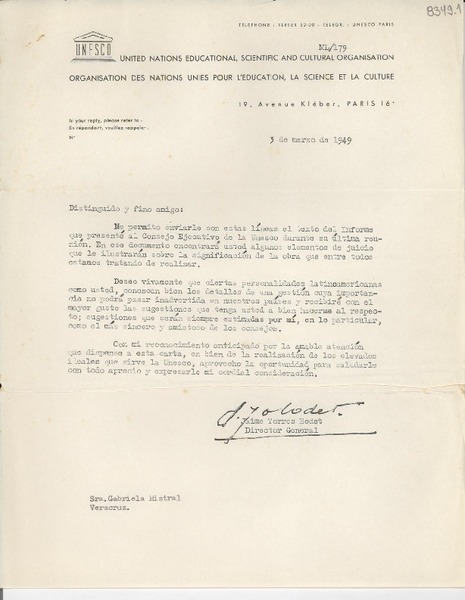 8349.1
TELEPHONE : KLEBER 52-00 - TELEGR. : UNESCO PARIS
UNESCO
NL/179
UNITED NATIONS EDUCATIONAL, SCIENTIFIC AND CULTURAL ORGANISATION
ORGANISATION DES NATIONS UNIES POUR L'EDUCATION, LA SCIENCE ET LA CULTURE
19, Avenue Kléber, PARIS 16e
In your reply, please refer to :
En répondant, veuillez rappeler :
N°
3 de marzo de 1949
Distinguida y fina amiga:
Me permito enviarle con estas líneas el texto del Informe
que presenté al Consejo Ejecutivo de la Unesco durante su última reu-
nión. En ese documento encontrará usted algunos elementos de juicio
que le ilustrarán sobre la significación de la obra que entre todos
estamos tratando de realizar.
Deseo vivamente que ciertas personalidades latinoamericanas
como usted, conozcan bien los detalles de una gestión cuya importan-
cia no podrá pasar inadvertida en nuestros países y recibiré con el
mayor gusto las sugestiones que tenga usted a bien hacerme al respec-
to; sugestiones que serán siempre estimadas por mí, en lo particular,
como el más sincero y amistoso de los consejos.
Con mi reconocimiento anticipado por la amable atención
que dispense a esta carta, en bien de la realización de los elevados
ideales que sirve la Unesco, aprovecho la oportunidad para saludarle
con todo aprecio y expresarle mi cordial consideración.
Jaime Torres Bodet
Director General
Sra. Gabriela Mistral
Veracruz.